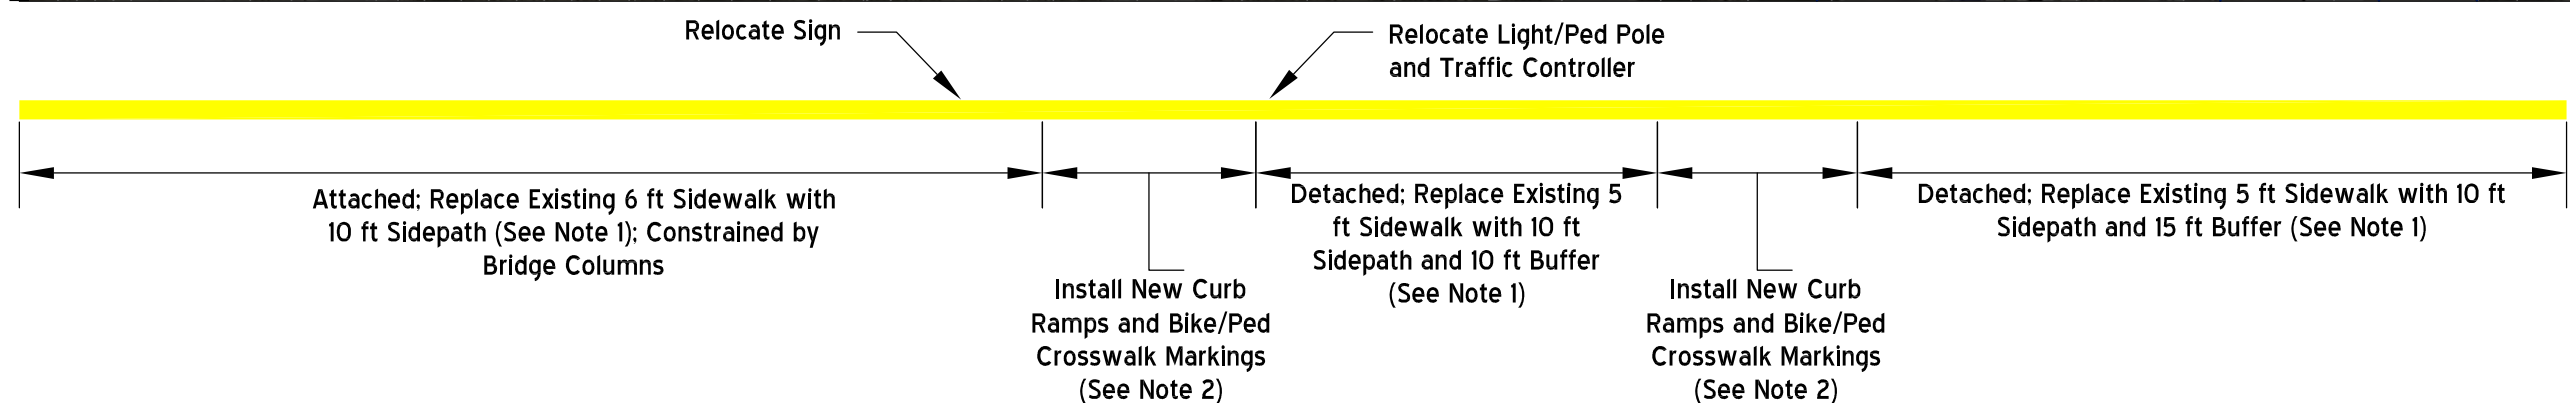 Relocate Sign
Relocate Light/Ped Pole
and Traffic Controller
Attached; Replace Existing 6 ft Sidewalk with
10 ft Sidepath (See Note 1); Constrained by
Bridge Columns
Install New Curb
Ramps and Bike/Ped
Crosswalk Markings
(See Note 2)
Detached; Replace Existing 5
ft Sidewalk with 10 ft
Sidepath and 10 ft Buffer
(See Note 1)
Install New Curb
Ramps and Bike/Ped
Crosswalk Markings
(See Note 2)
Detached; Replace Existing 5 ft Sidewalk with 10 ft
Sidepath and 15 ft Buffer (See Note 1)